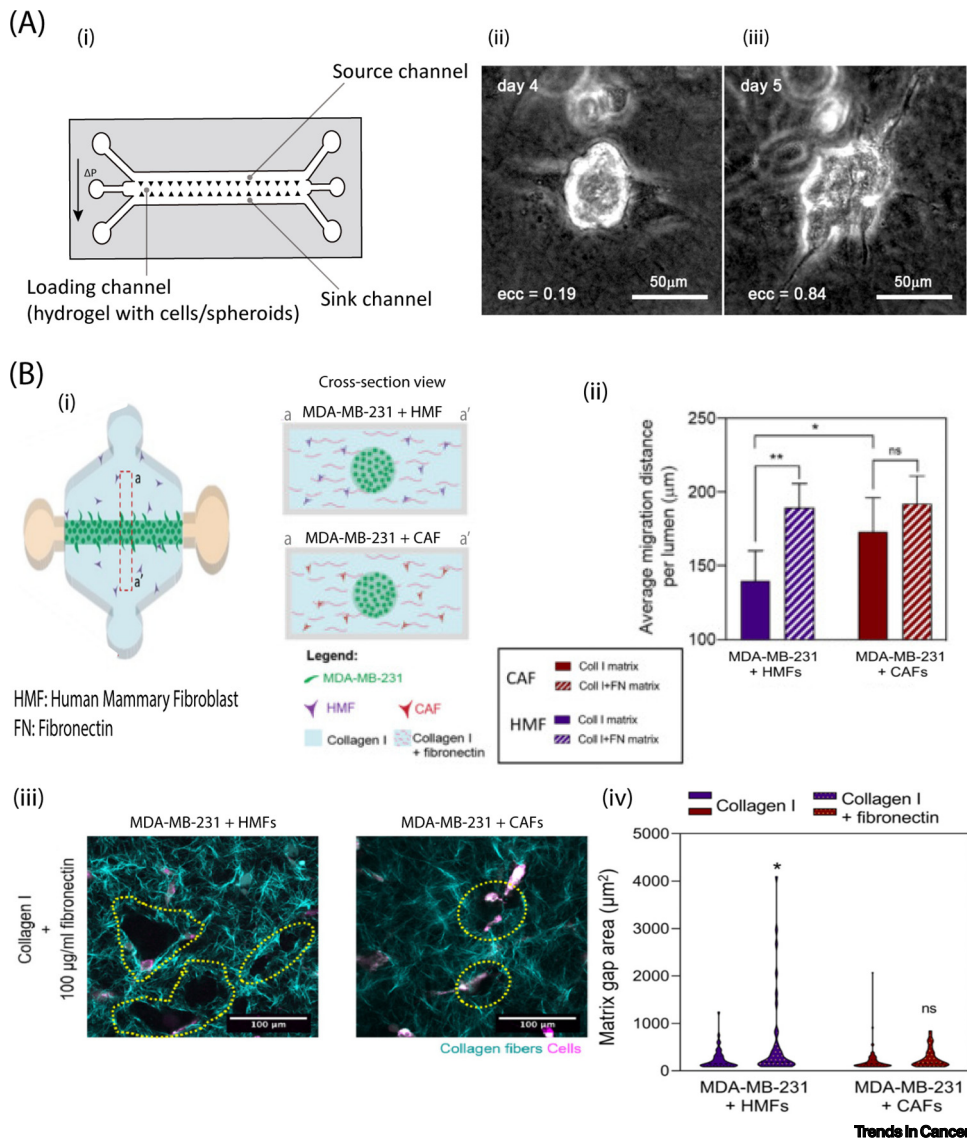 (A)
(i)
Source channel
ΔP
Loading channel
(hydrogel with cells/spheroids)
Sink channel
(ii)
day 4
ecc = 0.19
50μm
(iii)
day 5
ecc = 0.84
50μm
(B)
(i)
a
a'
HMF: Human Mammary Fibroblast
FN: Fibronectin
Cross-section view
a MDA-MB-231 + HMF a'
a MDA-MB-231 + CAF a'
Legend:
MDA-MB-231
HMF CAF
Collagen I Collagen I
+ fibronectin
CAF
Coll I matrix
Coll I+FN matrix
HMF
Coll I matrix
Coll I+FN matrix
(ii)
Average migration distance
per lumen (μm)
250
200
150
100
*
**
ns
MDA-MB-231
+ HMFs
MDA-MB-231
+ CAFs
(iii)
MDA-MB-231 + HMFs
MDA-MB-231 + CAFs
Collagen I
+
100 μg/ml fibronectin
100 μm
100 μm
Collagen fibers Cells
(iv)
Collagen I
Collagen I
+ fibronectin
Matrix gap area (μm²)
5000
4000
3000
2000
1000
0
*
ns
MDA-MB-231
+ HMFs
MDA-MB-231
+ CAFs
Trends in Cancer